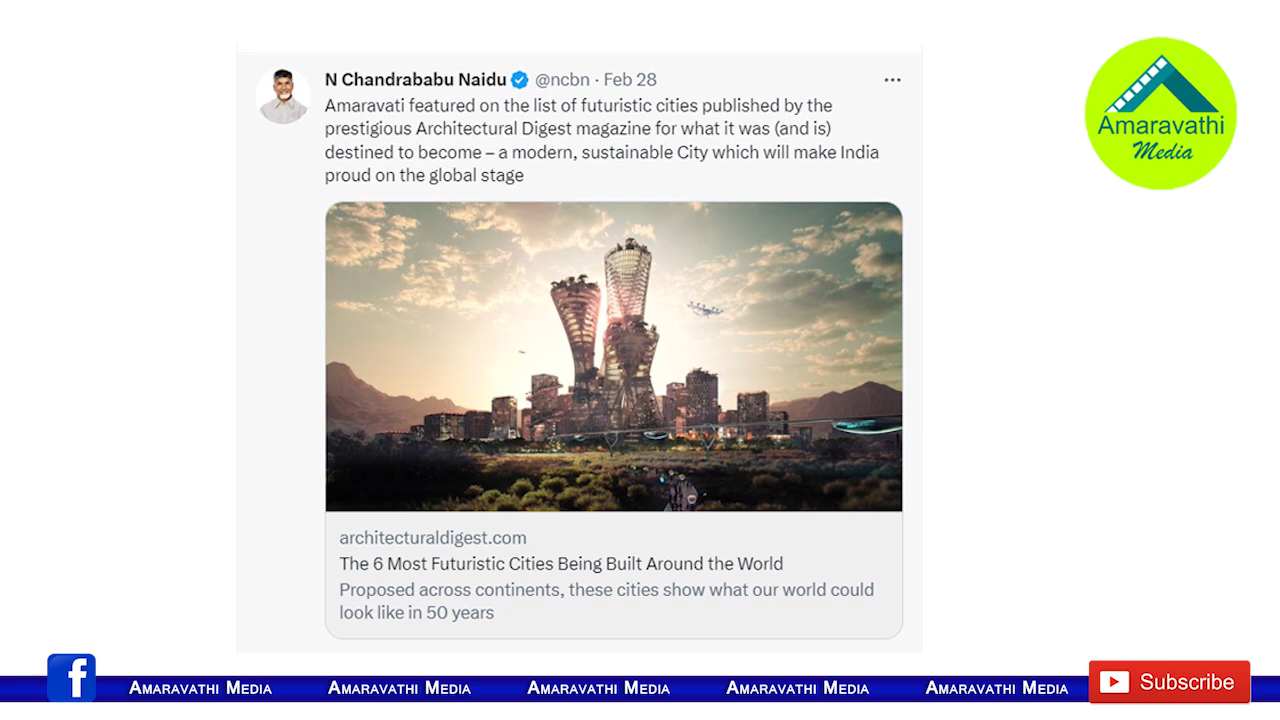 N Chandrababu Naidu @ncbn · Feb 28
Amaravati featured on the list of futuristic cities published by the
prestigious Architectural Digest magazine for what it was (and is)
destined to become – a modern, sustainable City which will make India
proud on the global stage
architecturaldigest.com
The 6 Most Futuristic Cities Being Built Around the World
Proposed across continents, these cities show what our world could
look like in 50 years
Amaravathi
Media
f
Amaravathi Media Amaravathi Media Amaravathi Media Amaravathi Media Amaravathi Media
Subscribe